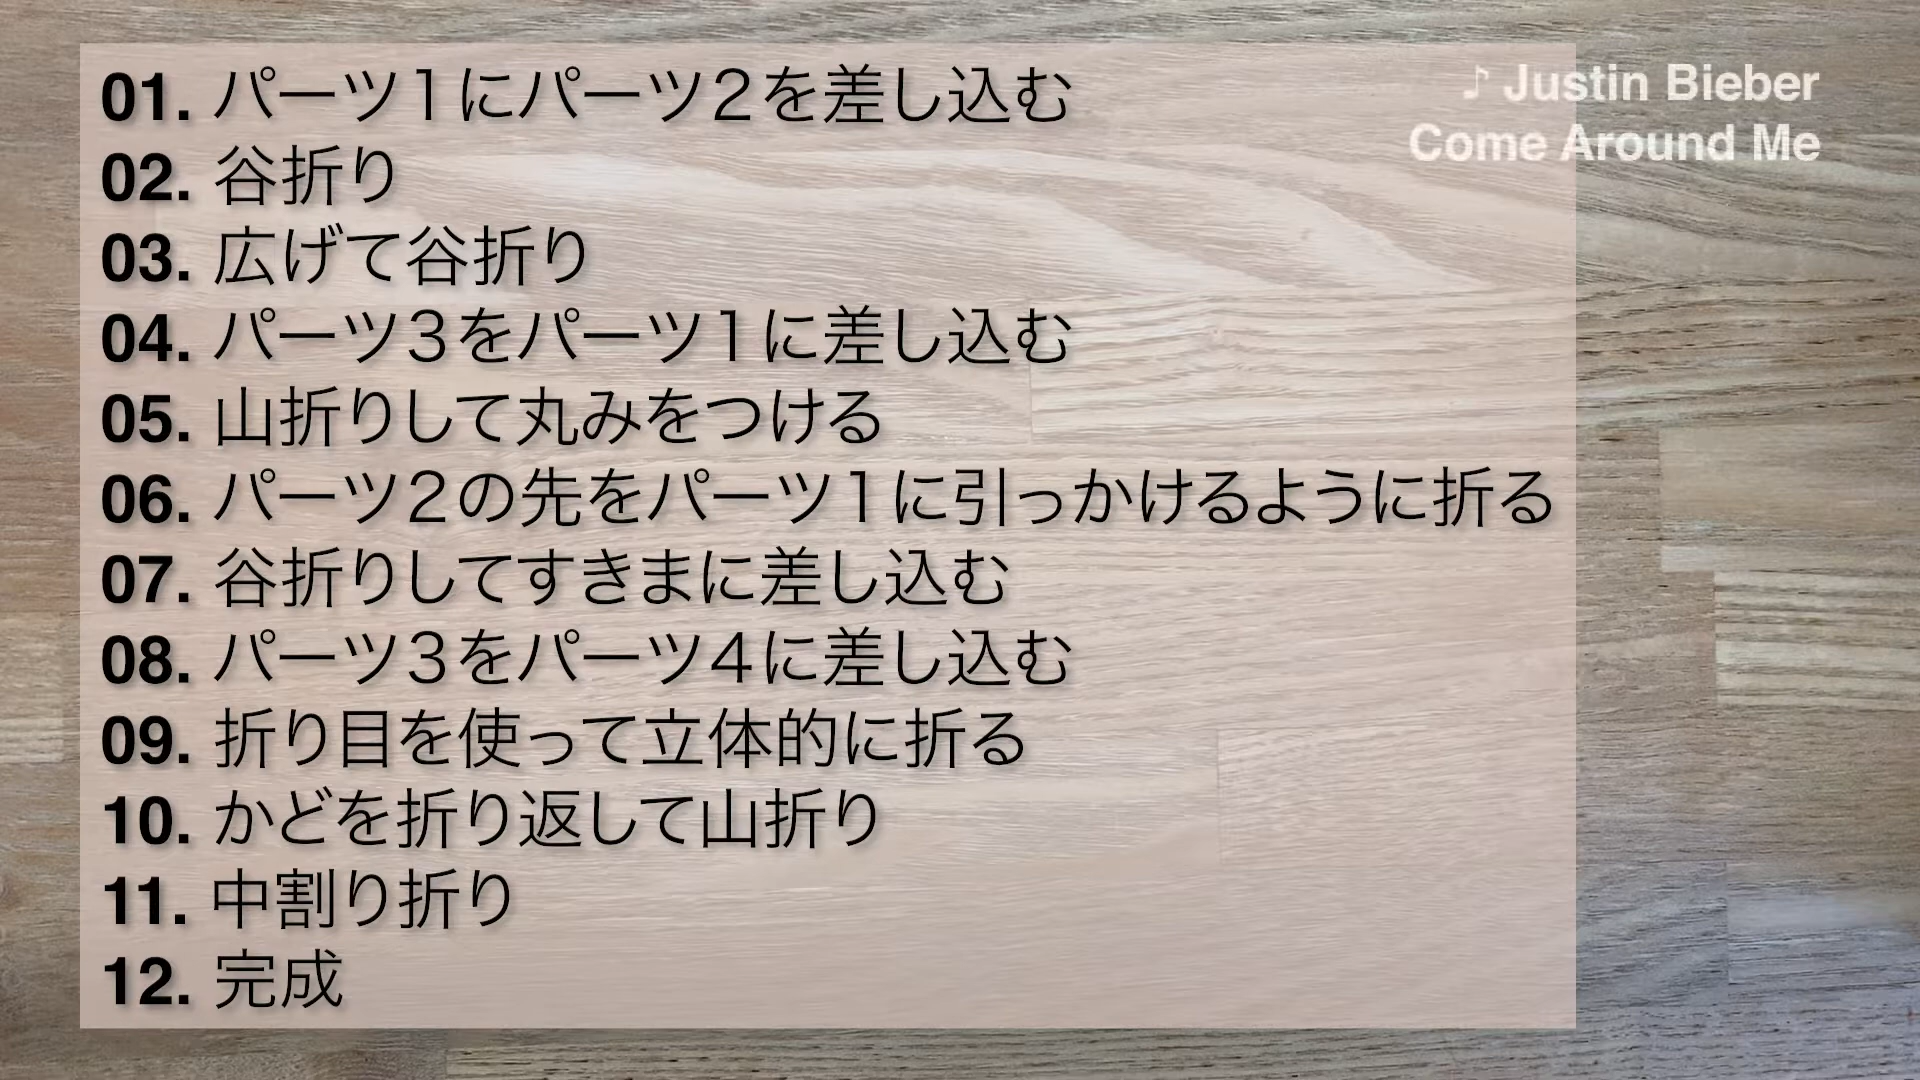 01. パーツ1にパーツ2を差し込む
02. 谷折り
03. 広げて谷折り
04. パーツ3をパーツ1に差し込む
05. 山折りして丸みをつける
06. パーツ2の先をパーツ1に引っかけるように折る
07. 谷折りしてすきまに差し込む
08. パーツ3をパーツ4に差し込む
09. 折り目を使って立体的に折る
10. かどを折り返して山折り
11. 中割り折り
12. 完成
♪ Justin Bieber
Come Around Me